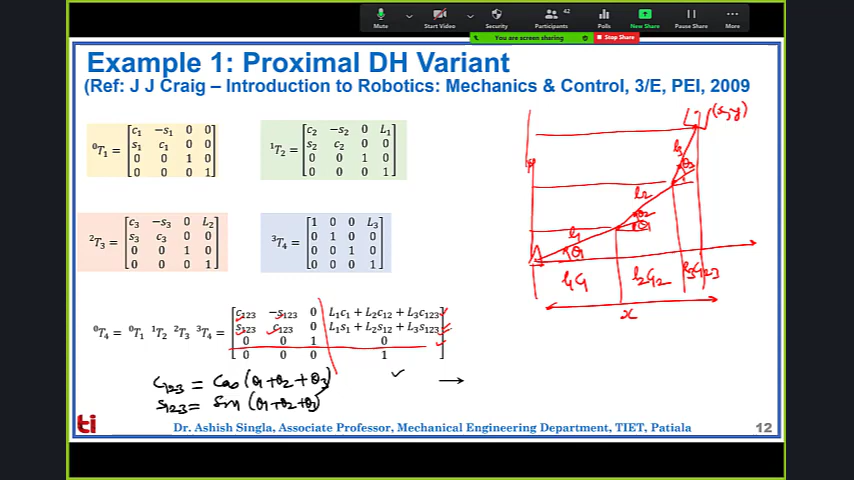 Mute
Start Video
Security
Participants
42
Polls
New Share
Pause Share
More
You are screen sharing
Stop Share
Example 1: Proximal DH Variant
(Ref: J J Craig – Introduction to Robotics: Mechanics & Control, 3/E, PEI, 2009
⁰T₁ = [c₁ −s₁ 0 0
s₁ c₁ 0 0
0 0 1 0
0 0 0 1]
¹T₂ = [c₂ −s₂ 0 L₁
s₂ c₂ 0 0
0 0 1 0
0 0 0 1]
²T₃ = [c₃ −s₃ 0 L₂
s₃ c₃ 0 0
0 0 1 0
0 0 0 1]
³T₄ = [1 0 0 L₃
0 1 0 0
0 0 1 0
0 0 0 1]
⁰T₄ = ⁰T₁ ¹T₂ ²T₃ ³T₄ = [c₁₂₃ −s₁₂₃ 0 L₁c₁ + L₂c₁₂ + L₃c₁₂₃
s₁₂₃ c₁₂₃ 0 L₁s₁ + L₂s₁₂ + L₃s₁₂₃
0 0 1 0
0 0 0 1]
C₁₂₃ = Cos (θ₁+θ₂+θ₃)
S₁₂₃ = Sin (θ₁+θ₂+θ₃)
l₃
θ₃
l₂
θ₂
θ₁
l₁
θ₁
l₁C₁
l₂C₁₂
l₃C₁₂₃
x
ti
Dr. Ashish Singla, Associate Professor, Mechanical Engineering Department, TIET, Patiala
12